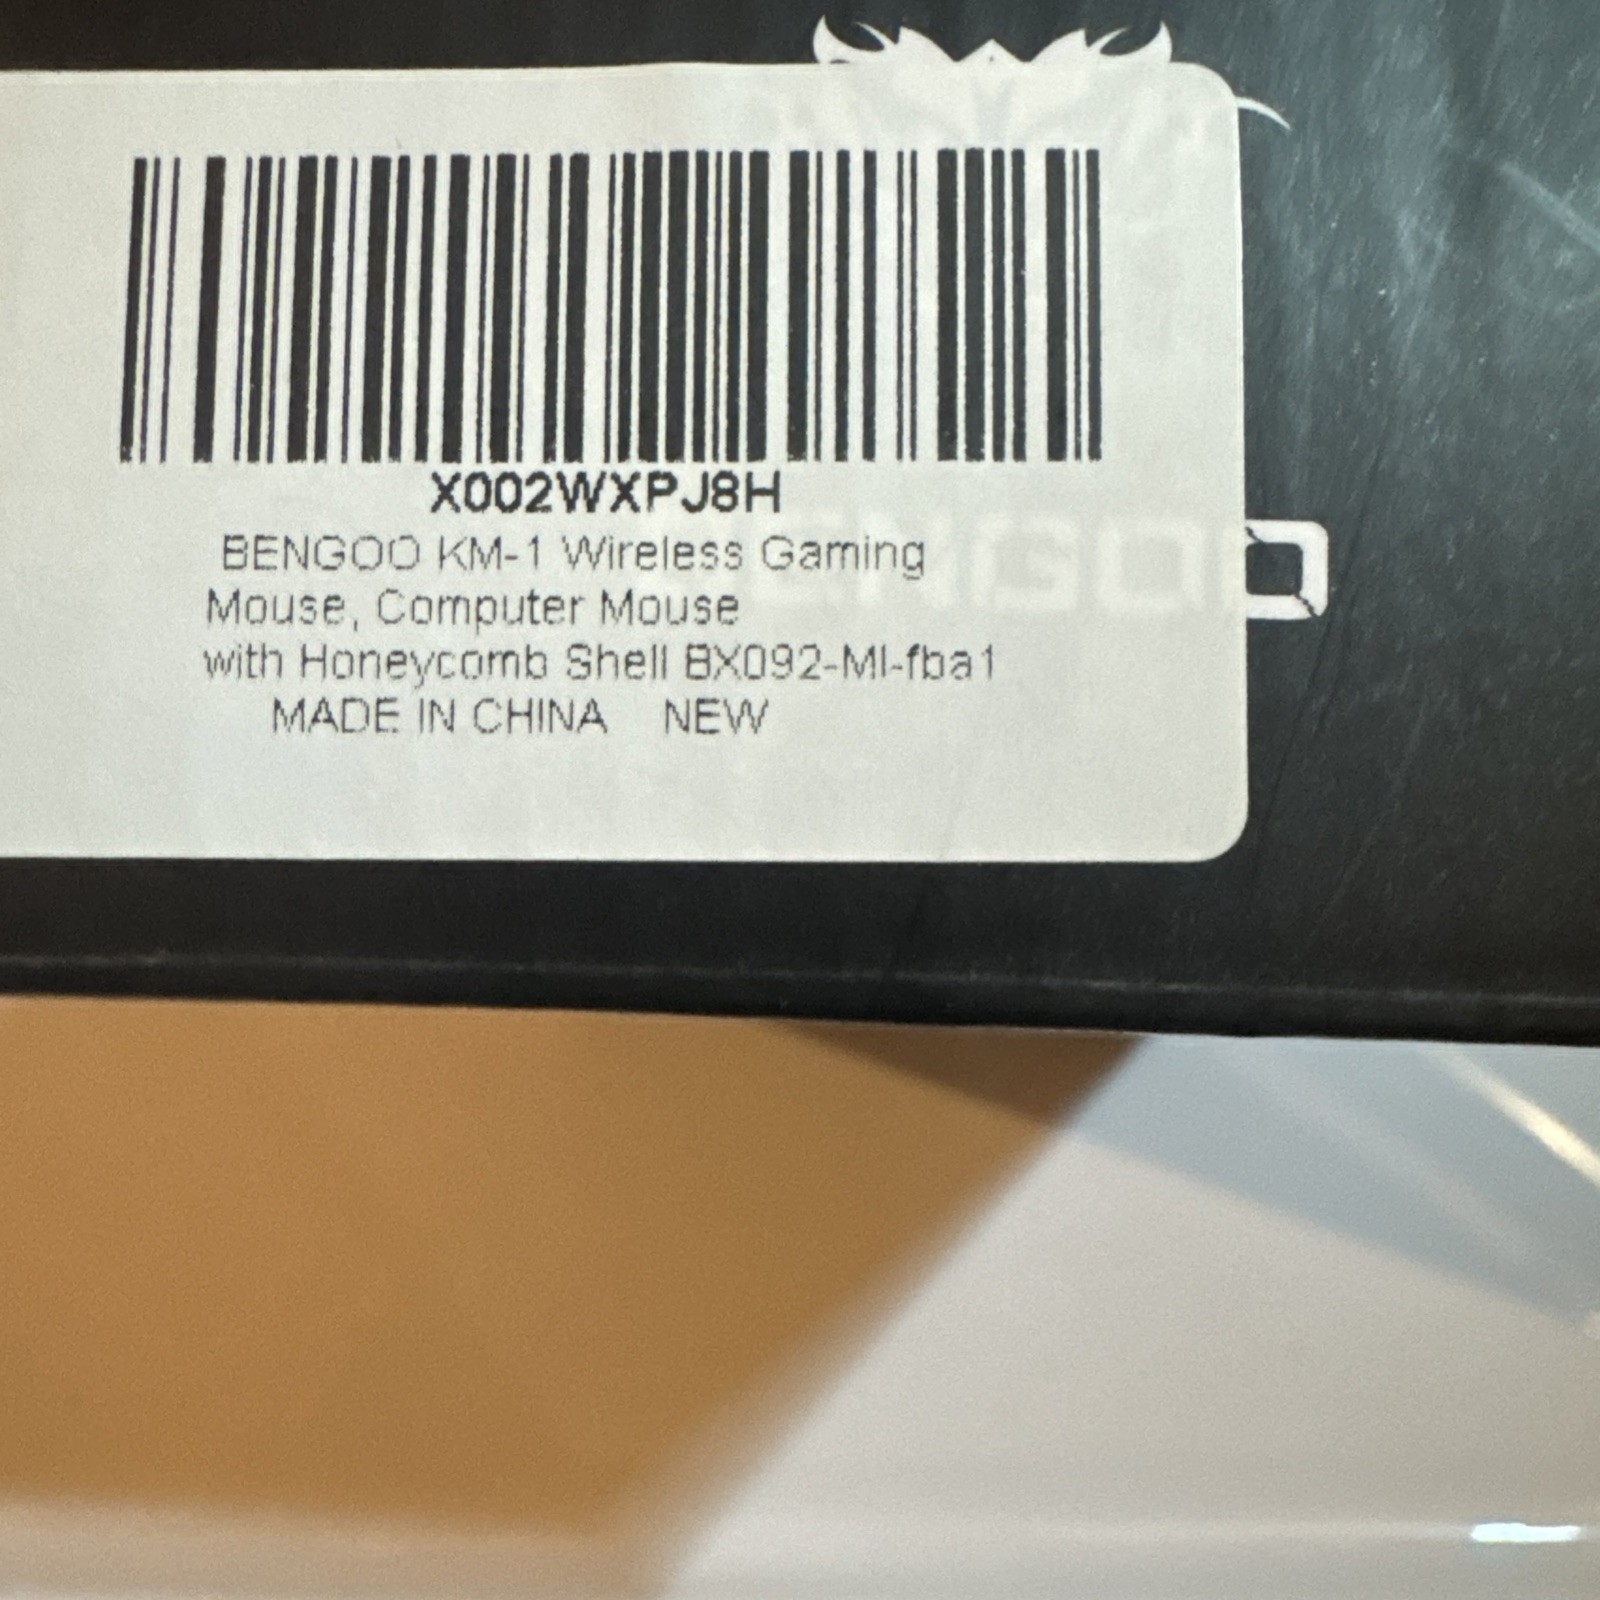 X002WXPJ8H
BENGOO KM-1 Wireless Gaming
Mouse, Computer Mouse
with Honeycomb Shell BX092-MI-fba1
MADE IN CHINA NEW